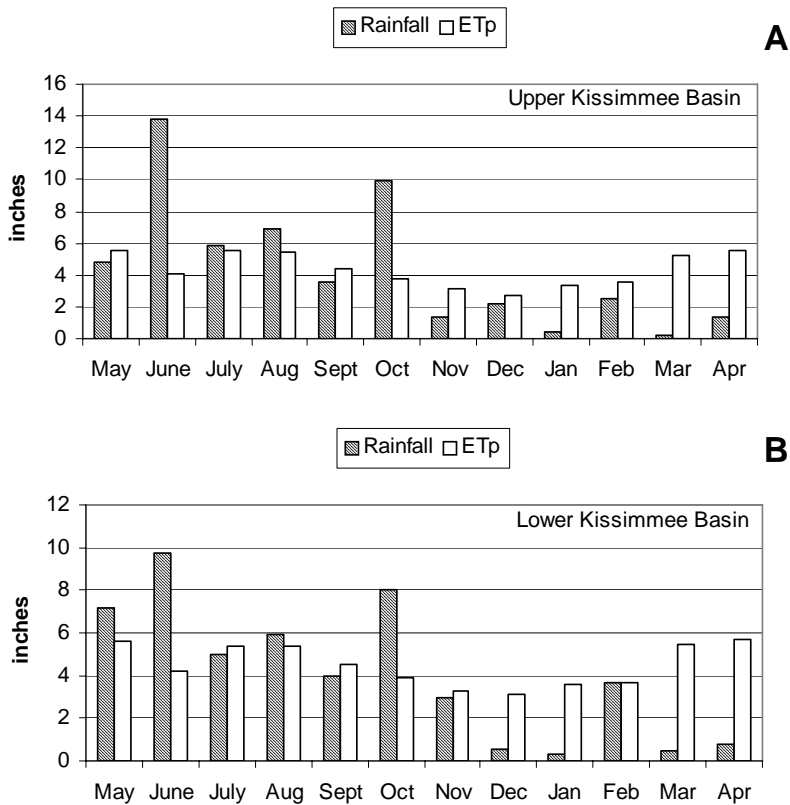 Rainfall ETp
A
Upper Kissimmee Basin
16
14
12
10
8
6
4
2
0
inches
May June July Aug Sept Oct Nov Dec Jan Feb Mar Apr
Rainfall ETp
B
Lower Kissimmee Basin
12
10
8
6
4
2
0
inches
May June July Aug Sept Oct Nov Dec Jan Feb Mar Apr